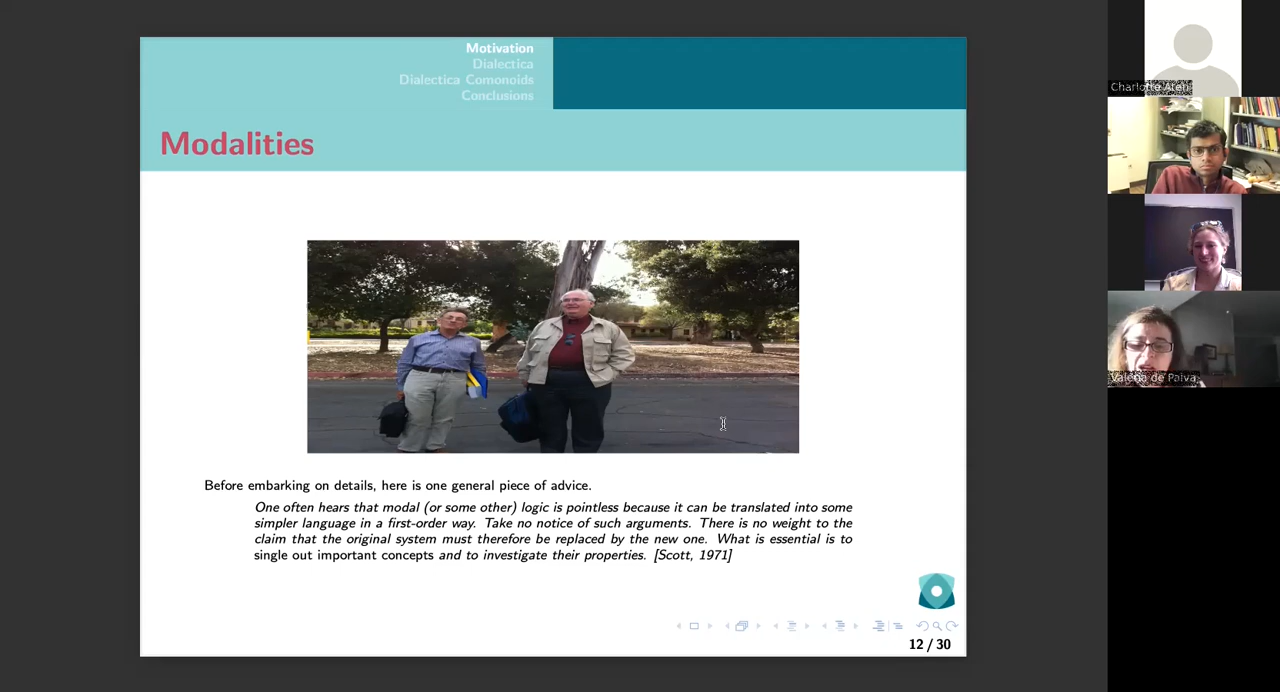 Motivation
Dialectica
Dialectica Comonoids
Conclusions
Modalities
Before embarking on details, here is one general piece of advice.
One often hears that modal (or some other) logic is pointless because it can be translated into some
simpler language in a first-order way. Take no notice of such arguments. There is no weight to the
claim that the original system must therefore be replaced by the new one. What is essential is to
single out important concepts and to investigate their properties. [Scott, 1971]
12 / 30
Charlotte Aten
Valeria de Paiva